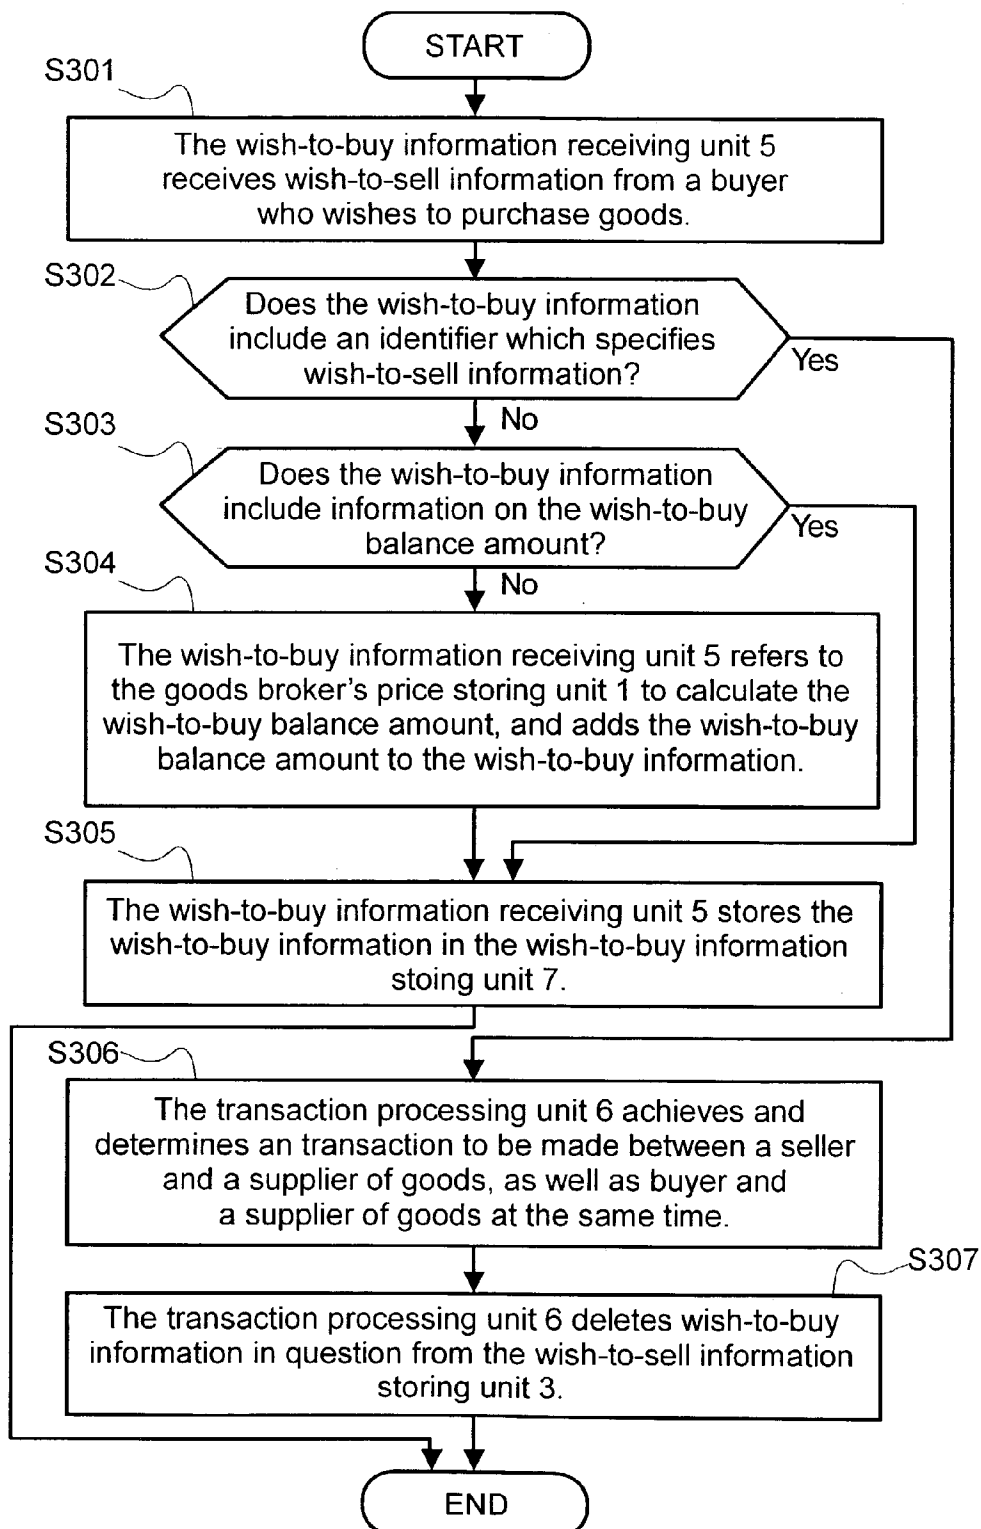 START
S301
The wish-to-buy information receiving unit 5
receives wish-to-sell information from a buyer
who wishes to purchase goods.
S302
Does the wish-to-buy information
include an identifier which specifies
wish-to-sell information?
Yes
No
S303
Does the wish-to-buy information
include information on the wish-to-buy
balance amount?
Yes
No
S304
The wish-to-buy information receiving unit 5 refers to
the goods broker's price storing unit 1 to calculate the
wish-to-buy balance amount, and adds the wish-to-buy
balance amount to the wish-to-buy information.
S305
The wish-to-buy information receiving unit 5 stores the
wish-to-buy information in the wish-to-buy information
stoing unit 7.
S306
The transaction processing unit 6 achieves and
determines an transaction to be made between a seller
and a supplier of goods, as well as buyer and
a supplier of goods at the same time.
S307
The transaction processing unit 6 deletes wish-to-buy
information in question from the wish-to-sell information
storing unit 3.
END